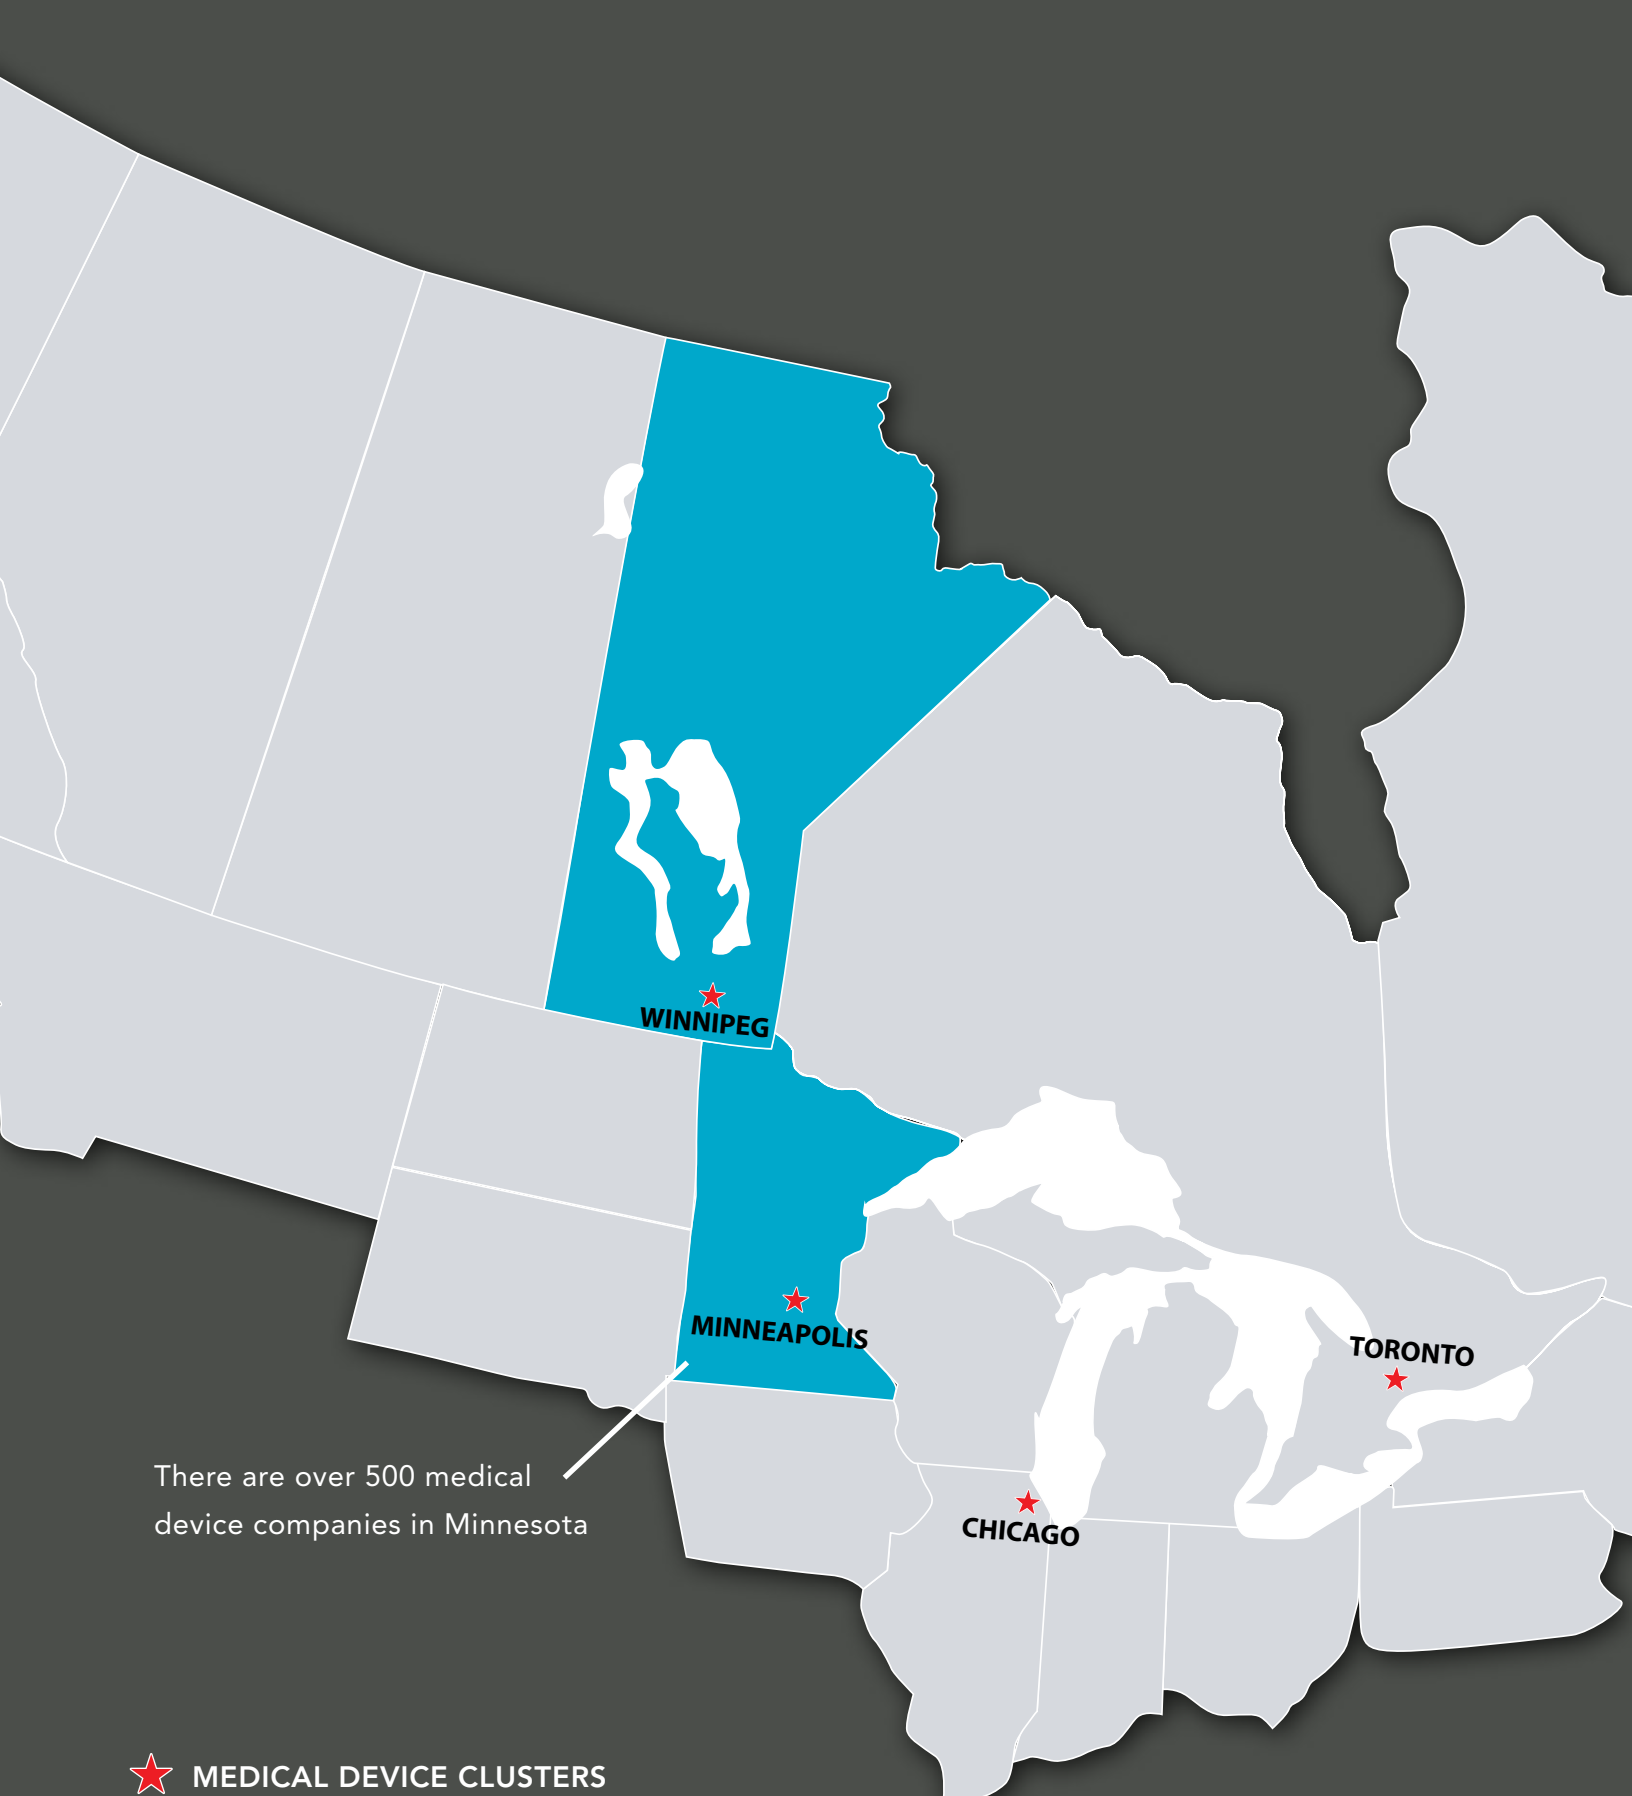 WINNIPEG
MINNEAPOLIS
TORONTO
There are over 500 medical
device companies in Minnesota
CHICAGO
MEDICAL DEVICE CLUSTERS